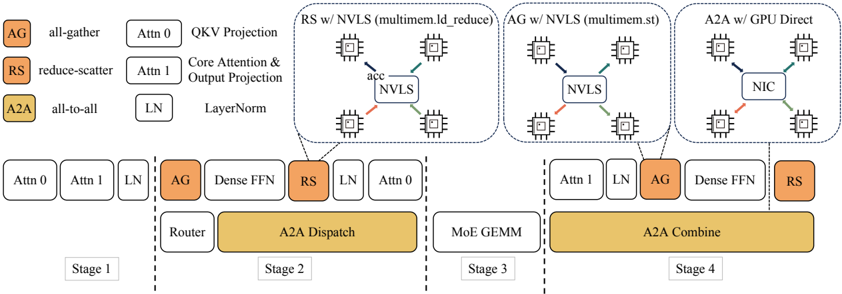 AG all-gather Attn 0 QKV Projection
RS reduce-scatter Attn 1 Core Attention &
Output Projection
A2A all-to-all LN LayerNorm
RS w/ NVLS (multimem.ld_reduce)
acc
NVLS
AG w/ NVLS (multimem.st)
NVLS
A2A w/ GPU Direct
NIC
Attn 0 Attn 1 LN AG Dense FFN RS LN Attn 0 Attn 1 LN AG Dense FFN RS
Router A2A Dispatch MoE GEMM A2A Combine
Stage 1 Stage 2 Stage 3 Stage 4